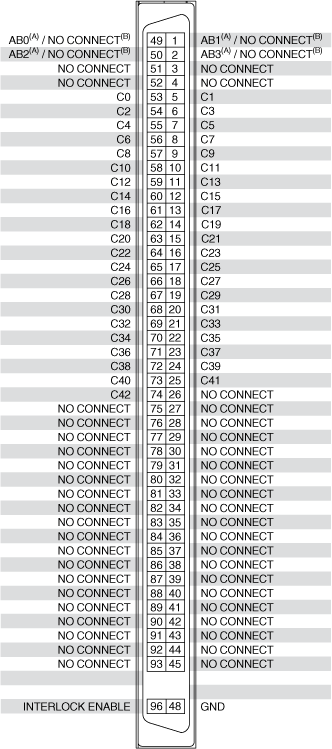 AB0(A) / NO CONNECT(B) 49 1 AB1(A) / NO CONNECT(B)
AB2(A) / NO CONNECT(B) 50 2 AB3(A) / NO CONNECT(B)
NO CONNECT 51 3 NO CONNECT
NO CONNECT 52 4 NO CONNECT
C0 53 5 C1
C2 54 6 C3
C4 55 7 C5
C6 56 8 C7
C8 57 9 C9
C10 58 10 C11
C12 59 11 C13
C14 60 12 C15
C16 61 13 C17
C18 62 14 C19
C20 63 15 C21
C22 64 16 C23
C24 65 17 C25
C26 66 18 C27
C28 67 19 C29
C30 68 20 C31
C32 69 21 C33
C34 70 22 C35
C36 71 23 C37
C38 72 24 C39
C40 73 25 C41
C42 74 26 NO CONNECT
NO CONNECT 75 27 NO CONNECT
NO CONNECT 76 28 NO CONNECT
NO CONNECT 77 29 NO CONNECT
NO CONNECT 78 30 NO CONNECT
NO CONNECT 79 31 NO CONNECT
NO CONNECT 80 32 NO CONNECT
NO CONNECT 81 33 NO CONNECT
NO CONNECT 82 34 NO CONNECT
NO CONNECT 83 35 NO CONNECT
NO CONNECT 84 36 NO CONNECT
NO CONNECT 85 37 NO CONNECT
NO CONNECT 86 38 NO CONNECT
NO CONNECT 87 39 NO CONNECT
NO CONNECT 88 40 NO CONNECT
NO CONNECT 89 41 NO CONNECT
NO CONNECT 90 42 NO CONNECT
NO CONNECT 91 43 NO CONNECT
NO CONNECT 92 44 NO CONNECT
NO CONNECT 93 45 NO CONNECT
INTERLOCK ENABLE 96 48 GND